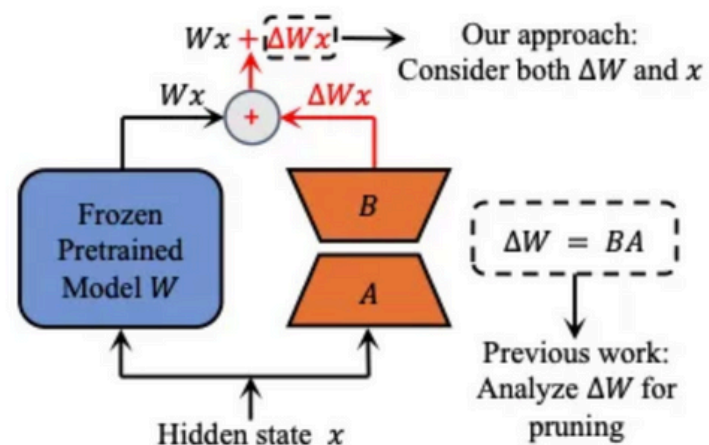 Wx + ΔWx
Our approach:
Consider both ΔW and x
Wx
ΔWx
+
Frozen
Pretrained
Model W
B
A
ΔW = BA
Previous work:
Analyze ΔW for
pruning
Hidden state x